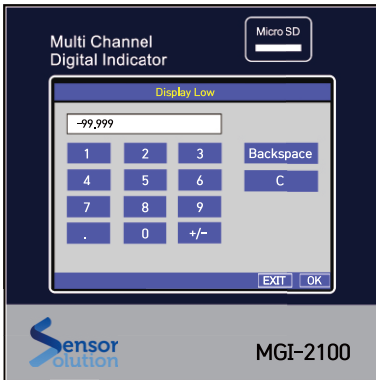 Micro SD
Multi Channel
Digital Indicator
Display Low
-99.999
1 2 3 Backspace
4 5 6 C
7 8 9
. 0 +/-
EXIT OK
Sensor
Solution
MGI-2100